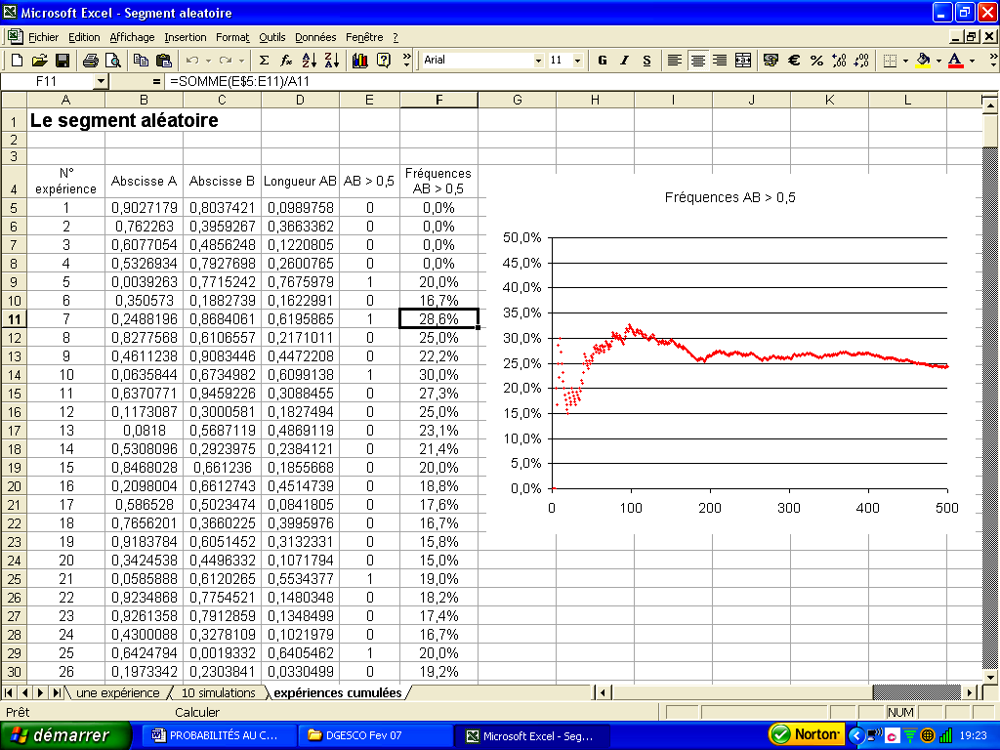 Microsoft Excel - Segment aleatoire
Fichier Edition Affichage Insertion Format Outils Données Fenêtre ?
Arial 11 G I S
F11 = =SOMME(E$5:E11)/A11
A B C D E F G H I J K L
1 Le segment aléatoire
2
3
4 N° expérience Abscisse A Abscisse B Longueur AB AB > 0,5 Fréquences AB > 0,5
5 1 0,9027179 0,8037421 0,0989758 0 0,0%
6 2 0,762263 0,3959267 0,3663362 0 0,0%
7 3 0,6077054 0,4856248 0,1220805 0 0,0%
8 4 0,5326934 0,7927698 0,2600765 0 0,0%
9 5 0,0039263 0,7715242 0,7675979 1 20,0%
10 6 0,350573 0,1882739 0,1622991 0 16,7%
11 7 0,2488196 0,8684061 0,6195865 1 28,6%
12 8 0,8277568 0,6106557 0,2171011 0 25,0%
13 9 0,4611238 0,9083446 0,4472208 0 22,2%
14 10 0,0635844 0,6734982 0,6099138 1 30,0%
15 11 0,6370771 0,9459226 0,3088455 0 27,3%
16 12 0,1173087 0,3000581 0,1827494 0 25,0%
17 13 0,0818 0,5687119 0,4869119 0 23,1%
18 14 0,5308096 0,2923975 0,2384121 0 21,4%
19 15 0,8468028 0,661236 0,1855668 0 20,0%
20 16 0,2098004 0,6612743 0,4514739 0 18,8%
21 17 0,586528 0,5023474 0,0841805 0 17,6%
22 18 0,7656201 0,3660225 0,3995976 0 16,7%
23 19 0,9183784 0,6051452 0,3132331 0 15,8%
24 20 0,3424538 0,4496332 0,1071794 0 15,0%
25 21 0,0585888 0,6120265 0,5534377 1 19,0%
26 22 0,9234868 0,7754521 0,1480348 0 18,2%
27 23 0,9261358 0,7912859 0,1348499 0 17,4%
28 24 0,4300088 0,3278109 0,1021979 0 16,7%
29 25 0,6424794 0,0019332 0,6405462 1 20,0%
30 26 0,1973342 0,2303841 0,0330499 0 19,2%
Fréquences AB > 0,5
50,0%
45,0%
40,0%
35,0%
30,0%
25,0%
20,0%
15,0%
10,0%
5,0%
0,0%
0 100 200 300 400 500
une expérience 10 simulations expériences cumulées
Prêt Calculer NUM
démarrer PROBABILITÉS AU C... DGESCO Fev 07 Microsoft Excel - Seg... Norton 19:23